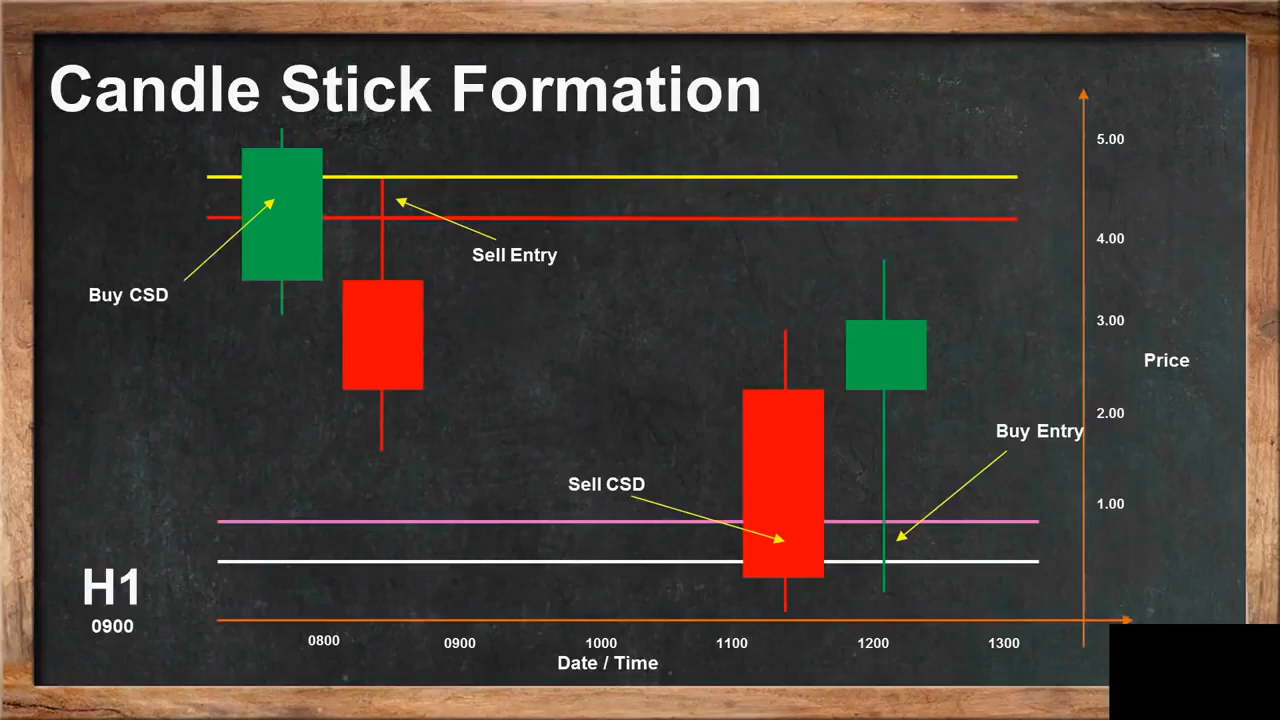 Candle Stick Formation
5.00
4.00
Sell Entry
Buy CSD
3.00
Price
2.00
Buy Entry
Sell CSD
1.00
H1
0900
0800
0900
1000
1100
1200
1300
Date / Time